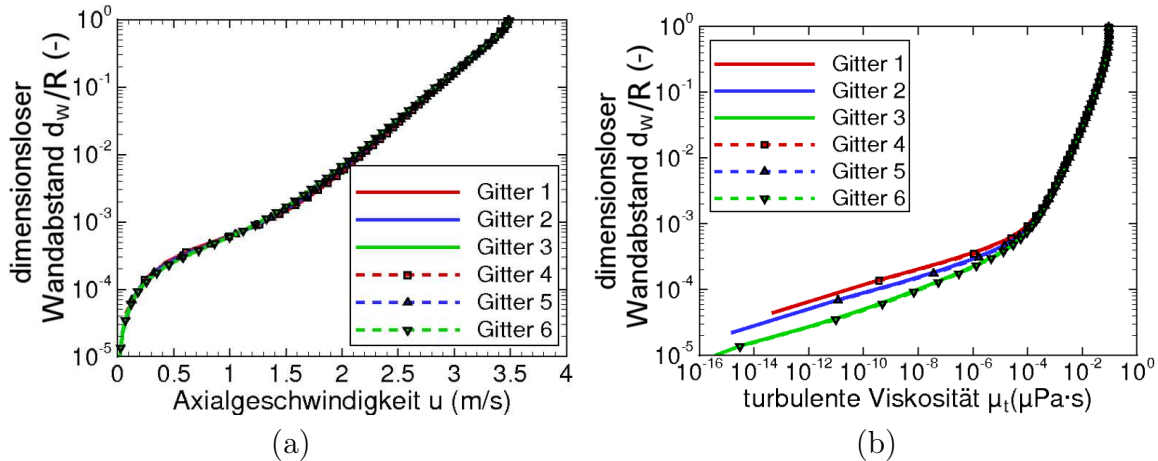 dimensionsloser
Wandabstand d_w/R (-)
10^0
10^-1
10^-2
10^-3
10^-4
10^-5
0 0.5 1 1.5 2 2.5 3 3.5 4
Axialgeschwindigkeit u (m/s)
Gitter 1
Gitter 2
Gitter 3
Gitter 4
Gitter 5
Gitter 6
(a)
dimensionsloser
Wandabstand d_w/R (-)
10^0
10^-1
10^-2
10^-3
10^-4
10^-5
10^-16 10^-14 10^-12 10^-10 10^-8 10^-6 10^-4 10^-2 10^0
turbulente Viskosität μ_t(μPa·s)
Gitter 1
Gitter 2
Gitter 3
Gitter 4
Gitter 5
Gitter 6
(b)